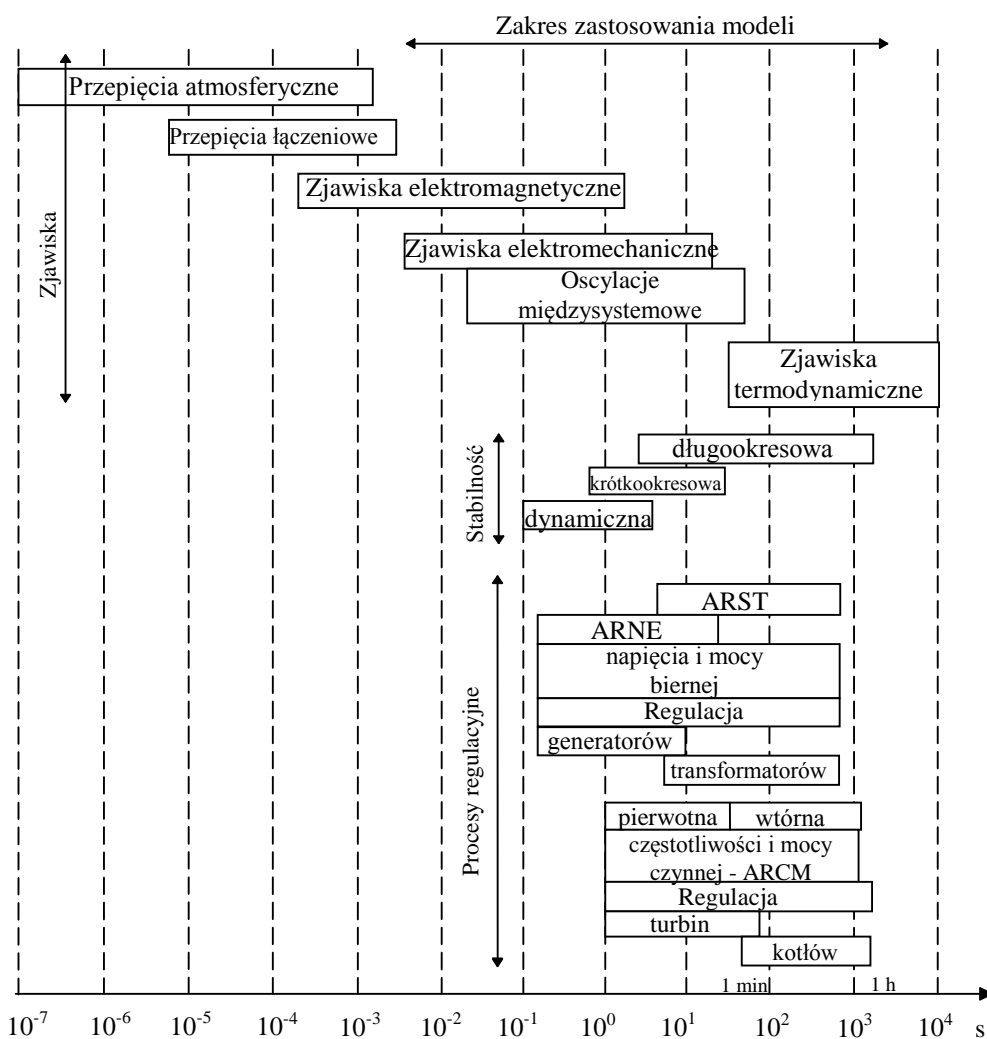 Zakres zastosowania modeli
Przepięcia atmosferyczne
Przepięcia łączeniowe
Zjawiska elektromagnetyczne
Zjawiska elektromechaniczne
Oscylacje
międzysystemowe
Zjawiska
termodynamiczne
Zjawiska
długookresowa
krótkookresowa
dynamiczna
Stabilność
ARST
ARNE
napięcia i mocy
biernej
Regulacja
generatorów
transformatorów
pierwotna wtórna
częstotliwości i mocy
czynnej - ARCM
Regulacja
turbin
kotłów
Procesy regulacyjne
1 min 1 h
10⁻⁷ 10⁻⁶ 10⁻⁵ 10⁻⁴ 10⁻³ 10⁻² 10⁻¹ 10⁰ 10¹ 10² 10³ 10⁴ s